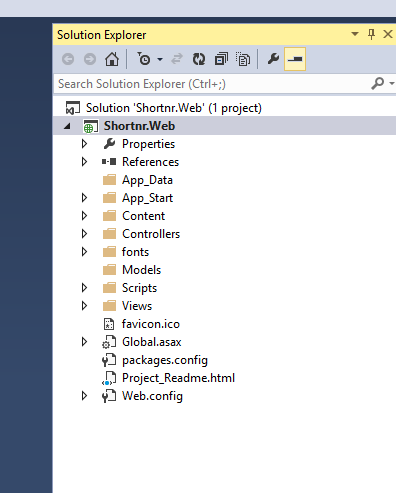 Solution Explorer
Search Solution Explorer (Ctrl+;)
Solution 'Shortnr.Web' (1 project)
Shortnr.Web
Properties
References
App_Data
App_Start
Content
Controllers
fonts
Models
Scripts
Views
favicon.ico
Global.asax
packages.config
Project_Readme.html
Web.config